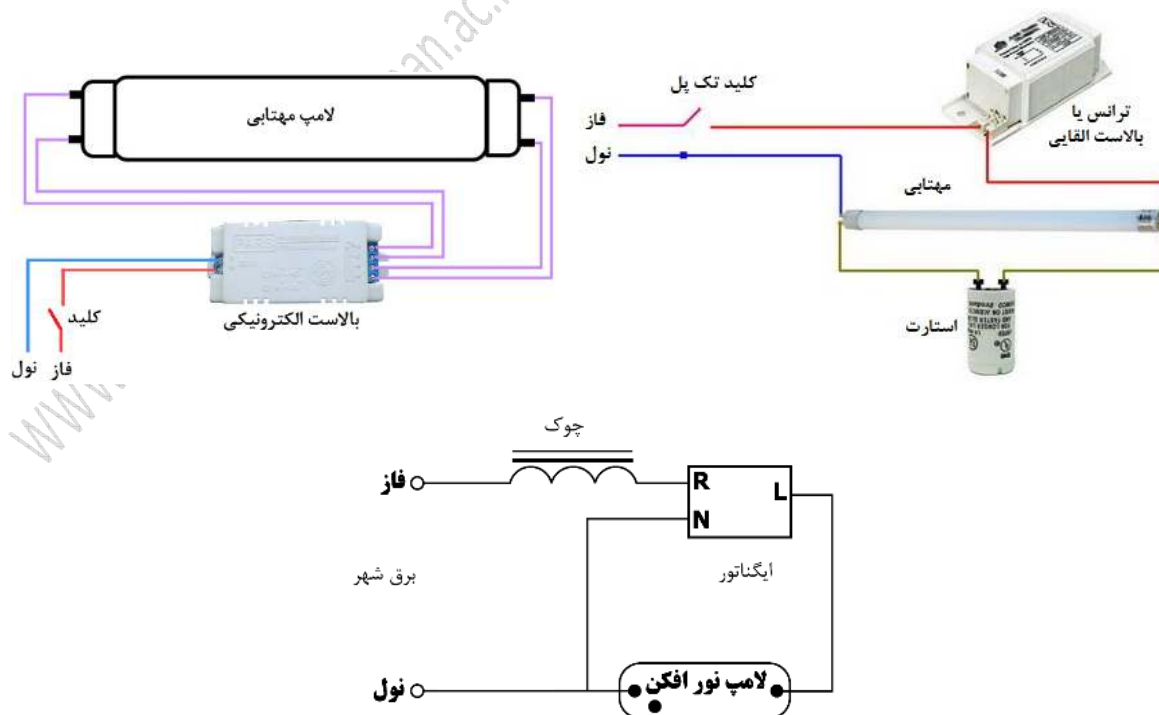 لامپ مهتابی
بالاست الکترونیکی
کلید
نول
فاز
کلید تک پل
فاز
نول
ترانس یا
بالاست القایی
مهتابی
استارت
چوک
فاز
R
L
N
ایگناتور
برق شهر
نول
لامپ نور افکن